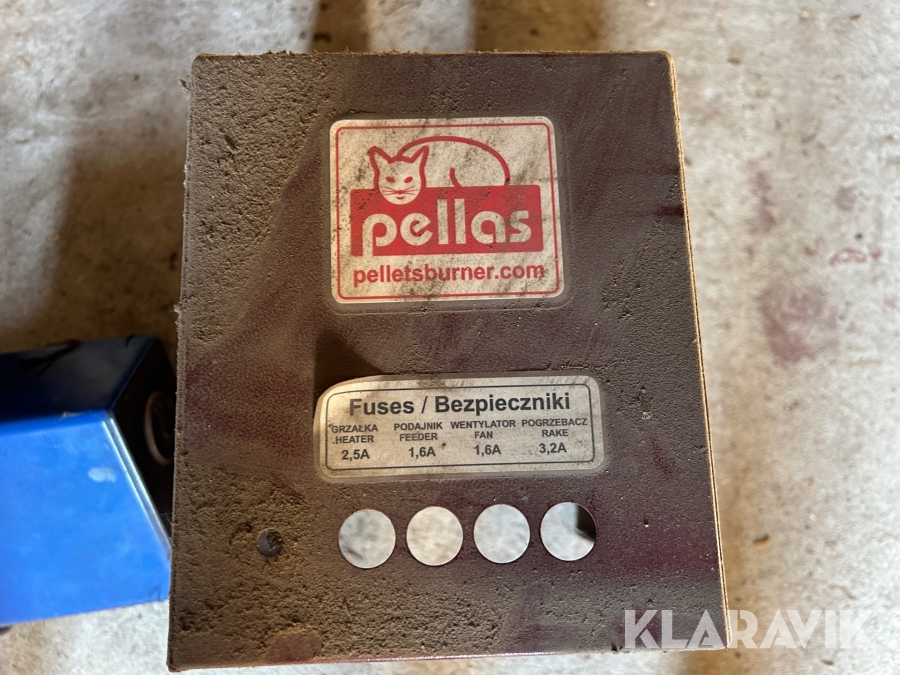 pellas
pelletsburner.com
Fuses / Bezpieczniki
GRZAŁKA PODAJNIK WENTYLATOR POGRZEBACZ
HEATER FEEDER FAN RAKE
2,5A 1,6A 1,6A 3,2A
KLARAVIK